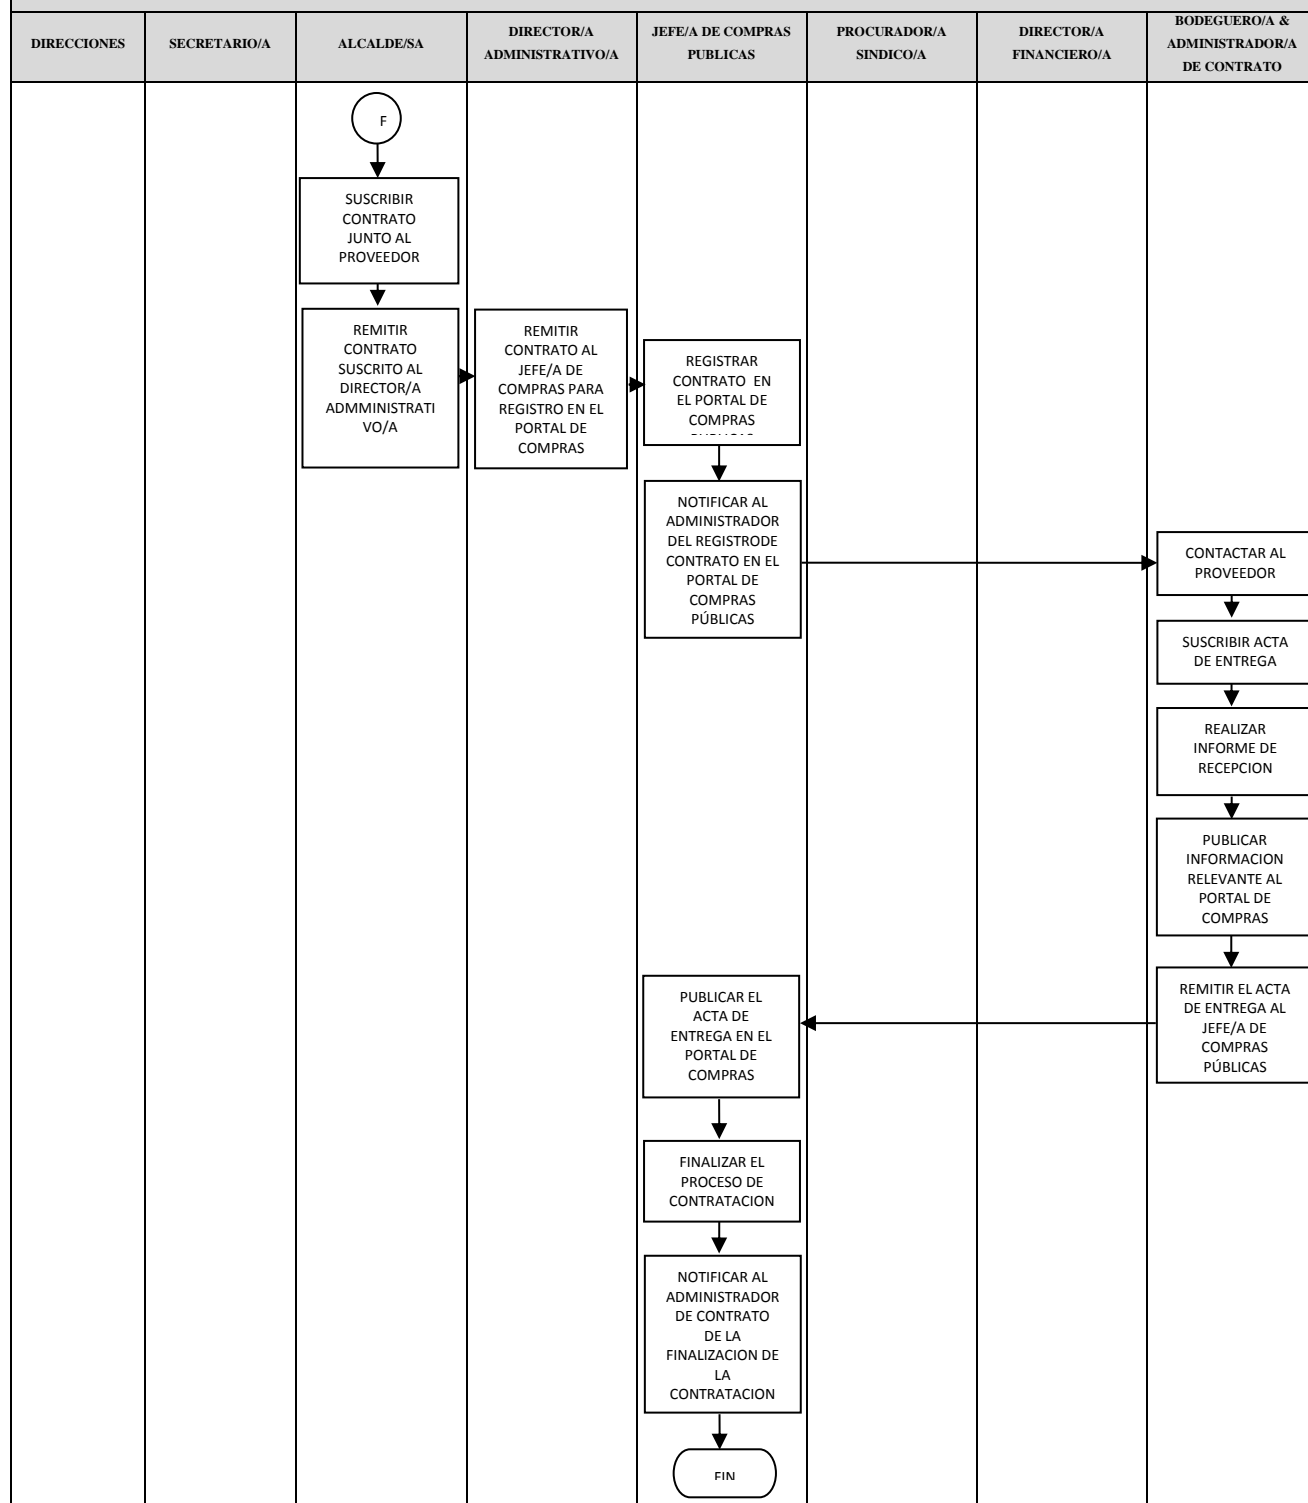 DIRECCIONES
SECRETARIO/A
ALCALDE/SA
DIRECTOR/A
ADMINISTRATIVO/A
JEFE/A DE COMPRAS
PUBLICAS
PROCURADOR/A
SINDICO/A
DIRECTOR/A
FINANCIERO/A
BODEGUERO/A &
ADMINISTRADOR/A
DE CONTRATO
F
SUSCRIBIR
CONTRATO
JUNTO AL
PROVEEDOR
REMITIR
CONTRATO
SUSCRITO AL
DIRECTOR/A
ADMMINISTRATI
VO/A
REMITIR
CONTRATO AL
JEFE/A DE
COMPRAS PARA
REGISTRO EN EL
PORTAL DE
COMPRAS
REGISTRAR
CONTRATO EN
EL PORTAL DE
COMPRAS
NOTIFICAR AL
ADMINISTRADOR
DEL REGISTRODE
CONTRATO EN EL
PORTAL DE
COMPRAS
PÚBLICAS
CONTACTAR AL
PROVEEDOR
SUSCRIBIR ACTA
DE ENTREGA
REALIZAR
INFORME DE
RECEPCION
PUBLICAR
INFORMACION
RELEVANTE AL
PORTAL DE
COMPRAS
REMITIR EL ACTA
DE ENTREGA AL
JEFE/A DE
COMPRAS
PÚBLICAS
PUBLICAR EL
ACTA DE
ENTREGA EN EL
PORTAL DE
COMPRAS
FINALIZAR EL
PROCESO DE
CONTRATACION
NOTIFICAR AL
ADMINISTRADOR
DE CONTRATO
DE LA
FINALIZACION DE
LA
CONTRATACION
FIN